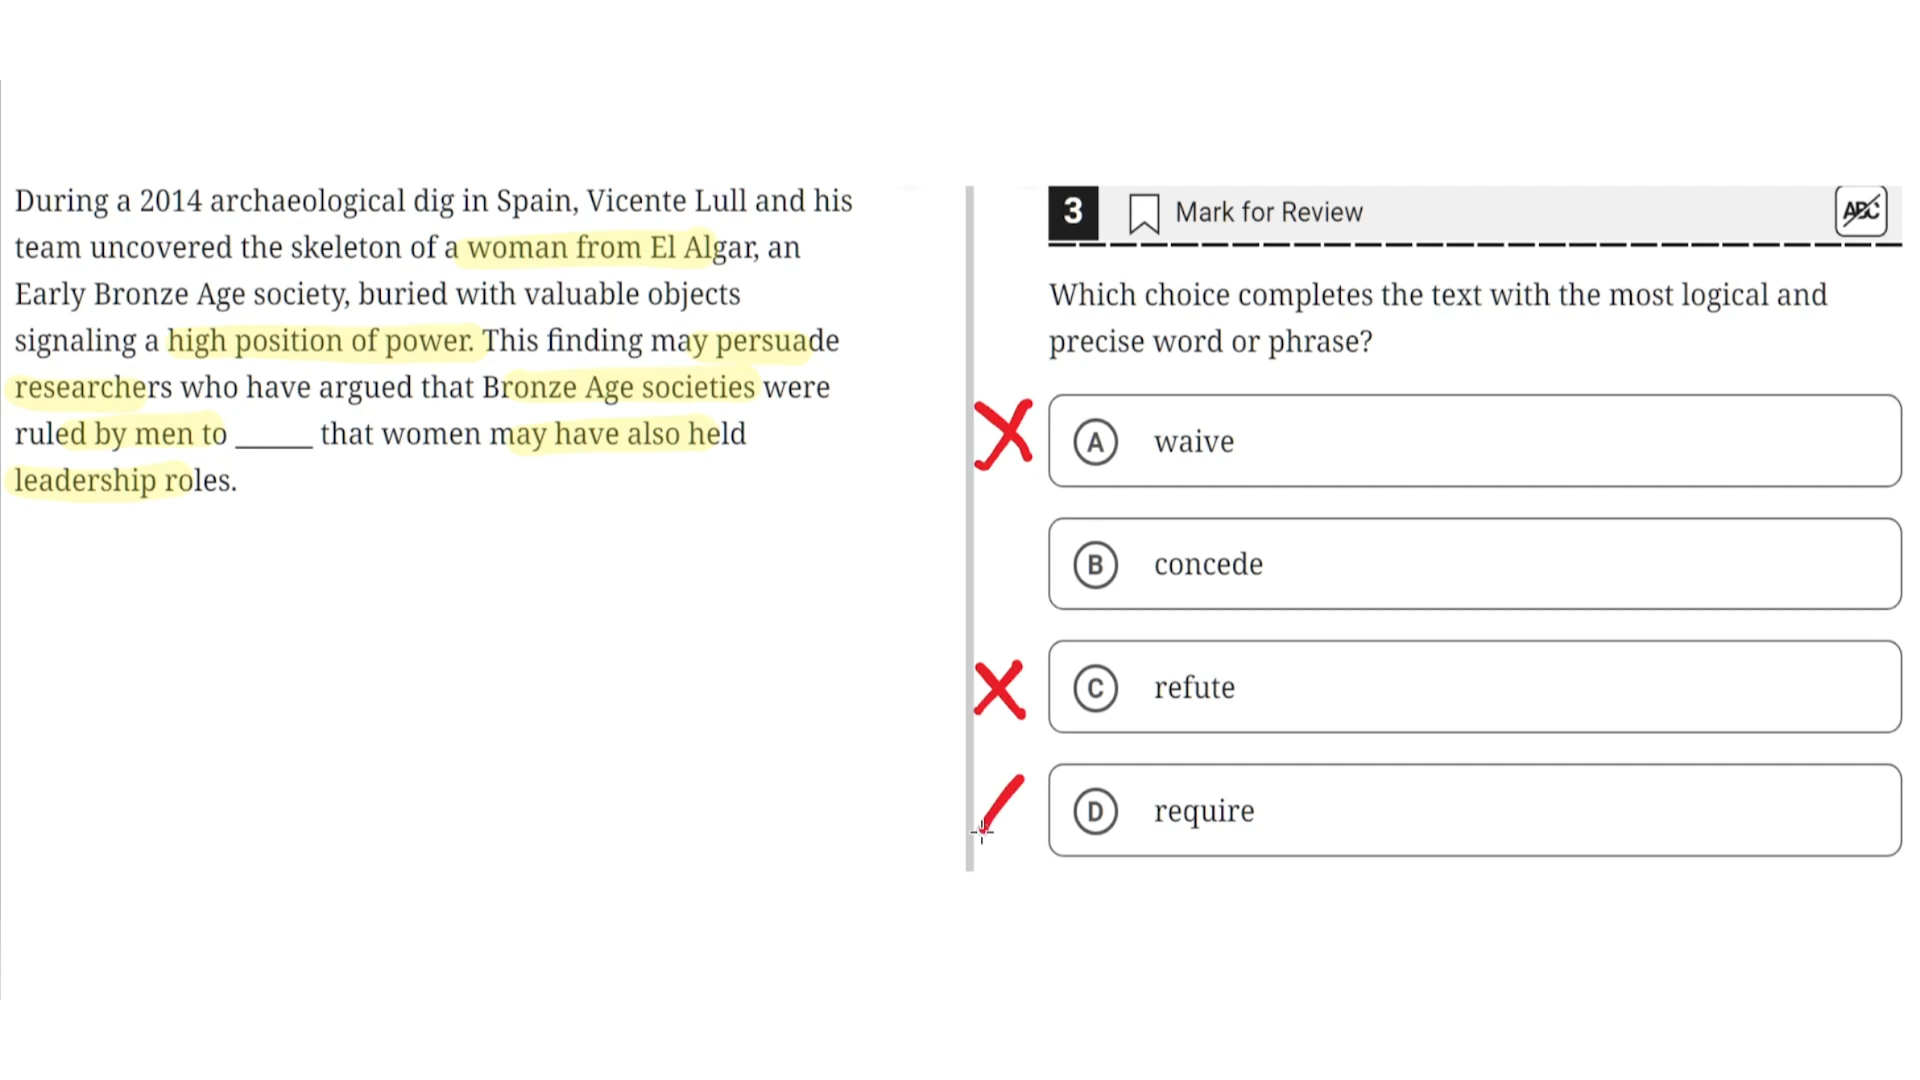 During a 2014 archaeological dig in Spain, Vicente Lull and his
team uncovered the skeleton of a woman from El Algar, an
Early Bronze Age society, buried with valuable objects
signaling a high position of power. This finding may persuade
researchers who have argued that Bronze Age societies were
ruled by men to ______ that women may have also held
leadership roles.
3 Mark for Review ABC
Which choice completes the text with the most logical and
precise word or phrase?
A waive
B concede
C refute
D require